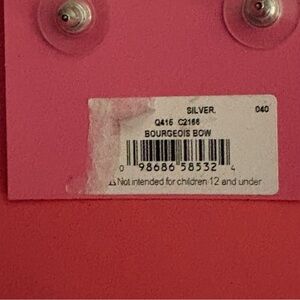 SILVER. 040
Q415 C2166
BOURGEOIS BOW
0 98686 58532 4
⚠ Not intended for children 12 and under